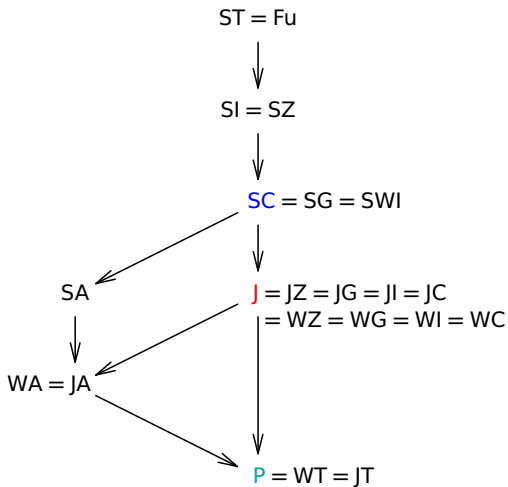 ST = Fu
SI = SZ
SC = SG = SWI
SA
J = JZ = JG = JI = JC
= WZ = WG = WI = WC
WA = JA
P = WT = JT